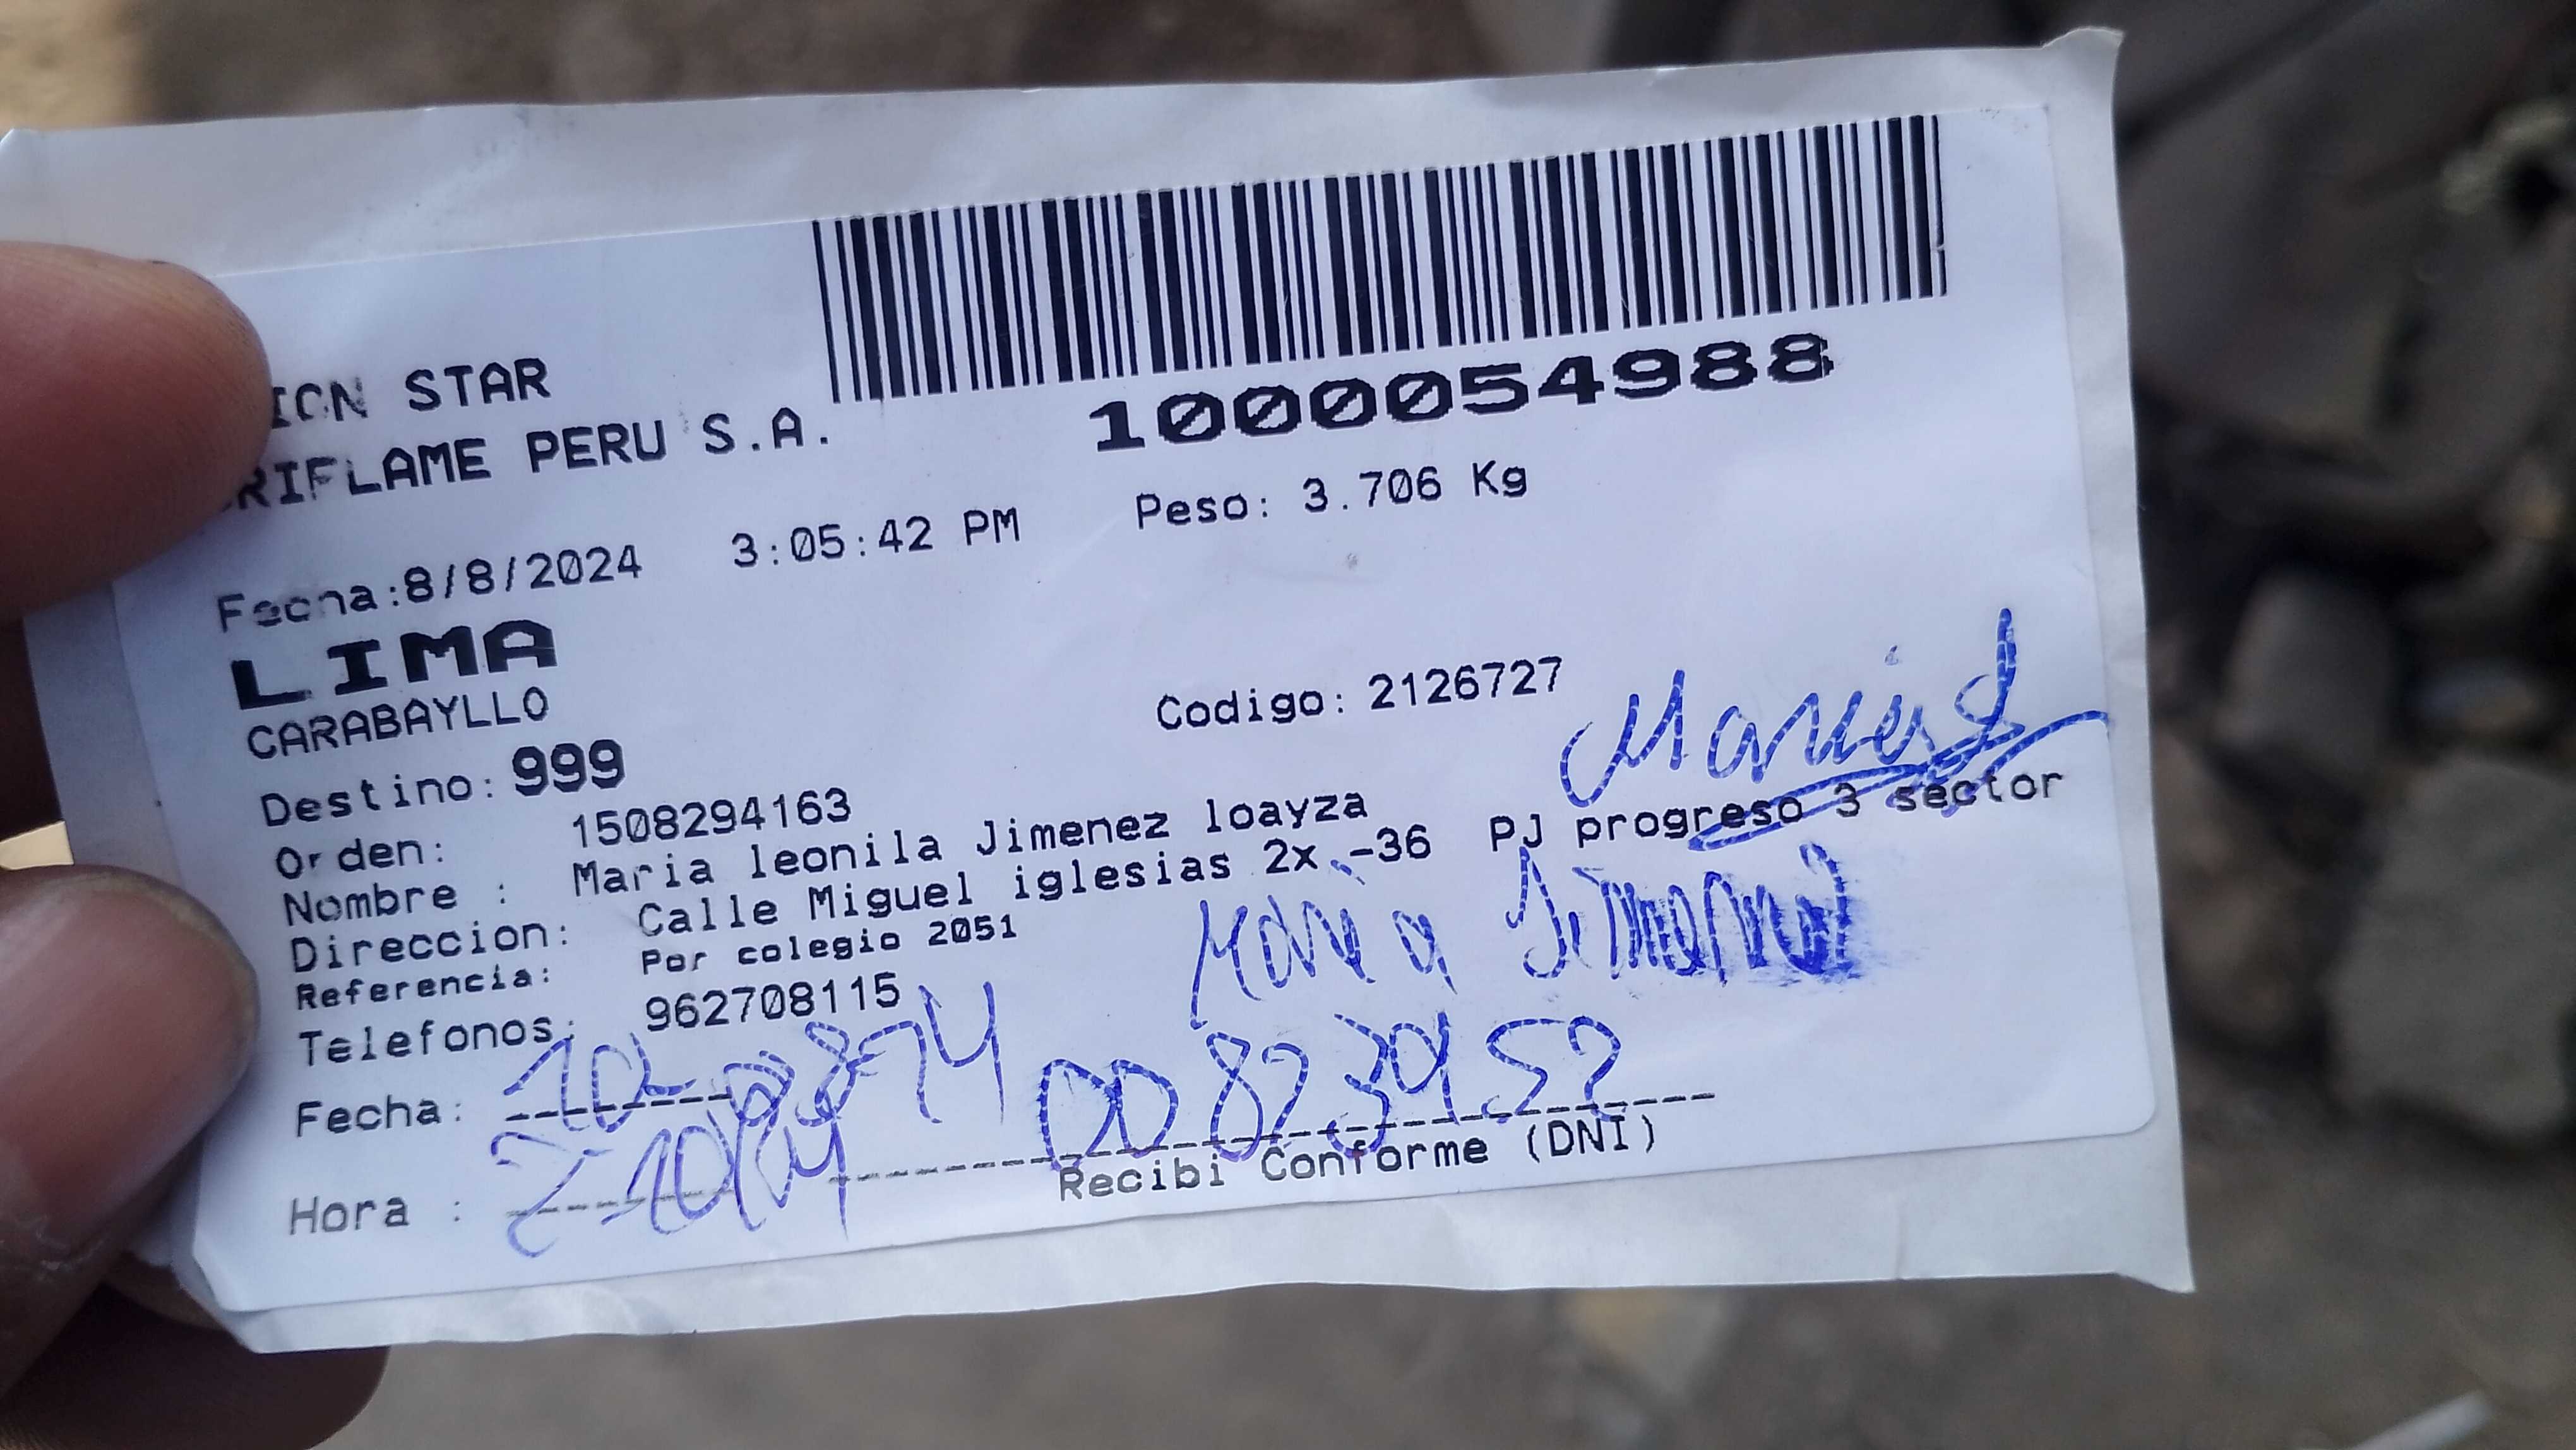 ION STAR
RIFLAME PERU S.A.
1000054988
Fecha:8/8/2024 3:05:42 PM Peso: 3.706 Kg
LIMA
CARABAYLLO
Codigo: 2126727
Destino: 999
Orden: 1508294163
Nombre : Maria leonila Jimenez loayza
Direccion: Calle Miguel iglesias 2x -36 PJ progreso 3 sector
Referencia: Por colegio 2051
Telefonos: 962708115
Maria
Fecha:
Hora :
Recibi Conforme (DNI)